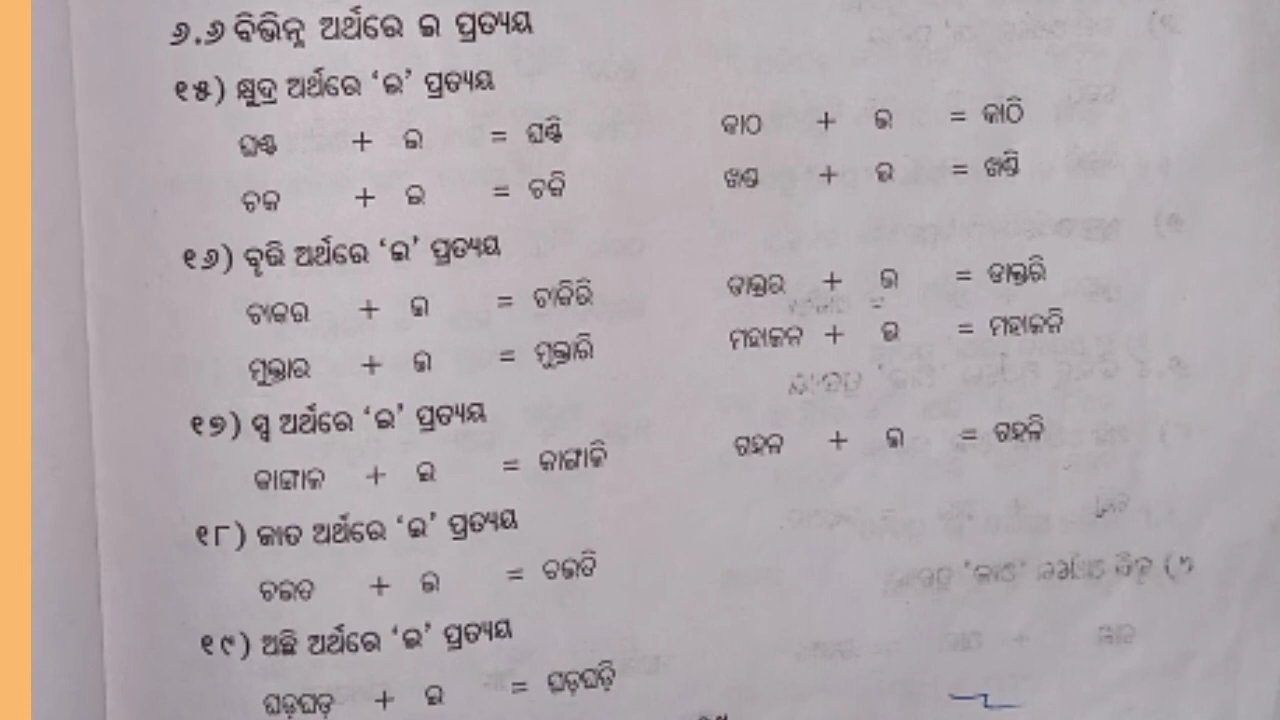 ୬.୬ ବିଭିନ୍ନ ଅର୍ଥରେ ଇ ପ୍ରତ୍ୟୟ
୧୫) କ୍ଷୁଦ୍ର ଅର୍ଥରେ ‘ଇ’ ପ୍ରତ୍ୟୟ
ଘଣ୍ଟ + ଇ = ଘଣ୍ଟି କାଠ + ଇ = କାଠି
ଚକ + ଇ = ଚକି ଖଣ୍ଡ + ଇ = ଖଣ୍ଡି
୧୬) ବୃତ୍ତି ଅର୍ଥରେ ‘ଇ’ ପ୍ରତ୍ୟୟ
ଚାକର + ଇ = ଚାକିରି ଡାକ୍ତର + ଇ = ଡାକ୍ତରି
ମୁକ୍ତାର + ଇ = ମୁକ୍ତାରି ମହାଜନ + ଇ = ମହାଜନି
୧୭) ସ୍ୱ ଅର୍ଥରେ ‘ଇ’ ପ୍ରତ୍ୟୟ
କାଙ୍ଗାଳ + ଇ = କାଙ୍ଗାଳି ଗହଳ + ଇ = ଗହଳି
୧୮) ଜାତ ଅର୍ଥରେ ‘ଇ’ ପ୍ରତ୍ୟୟ
ଚଇତ + ଇ = ଚଇତି
୧୯) ଅଛି ଅର୍ଥରେ ‘ଇ’ ପ୍ରତ୍ୟୟ
ଘଡ଼ଘଡ଼ + ଇ = ଘଡ଼ଘଡ଼ି